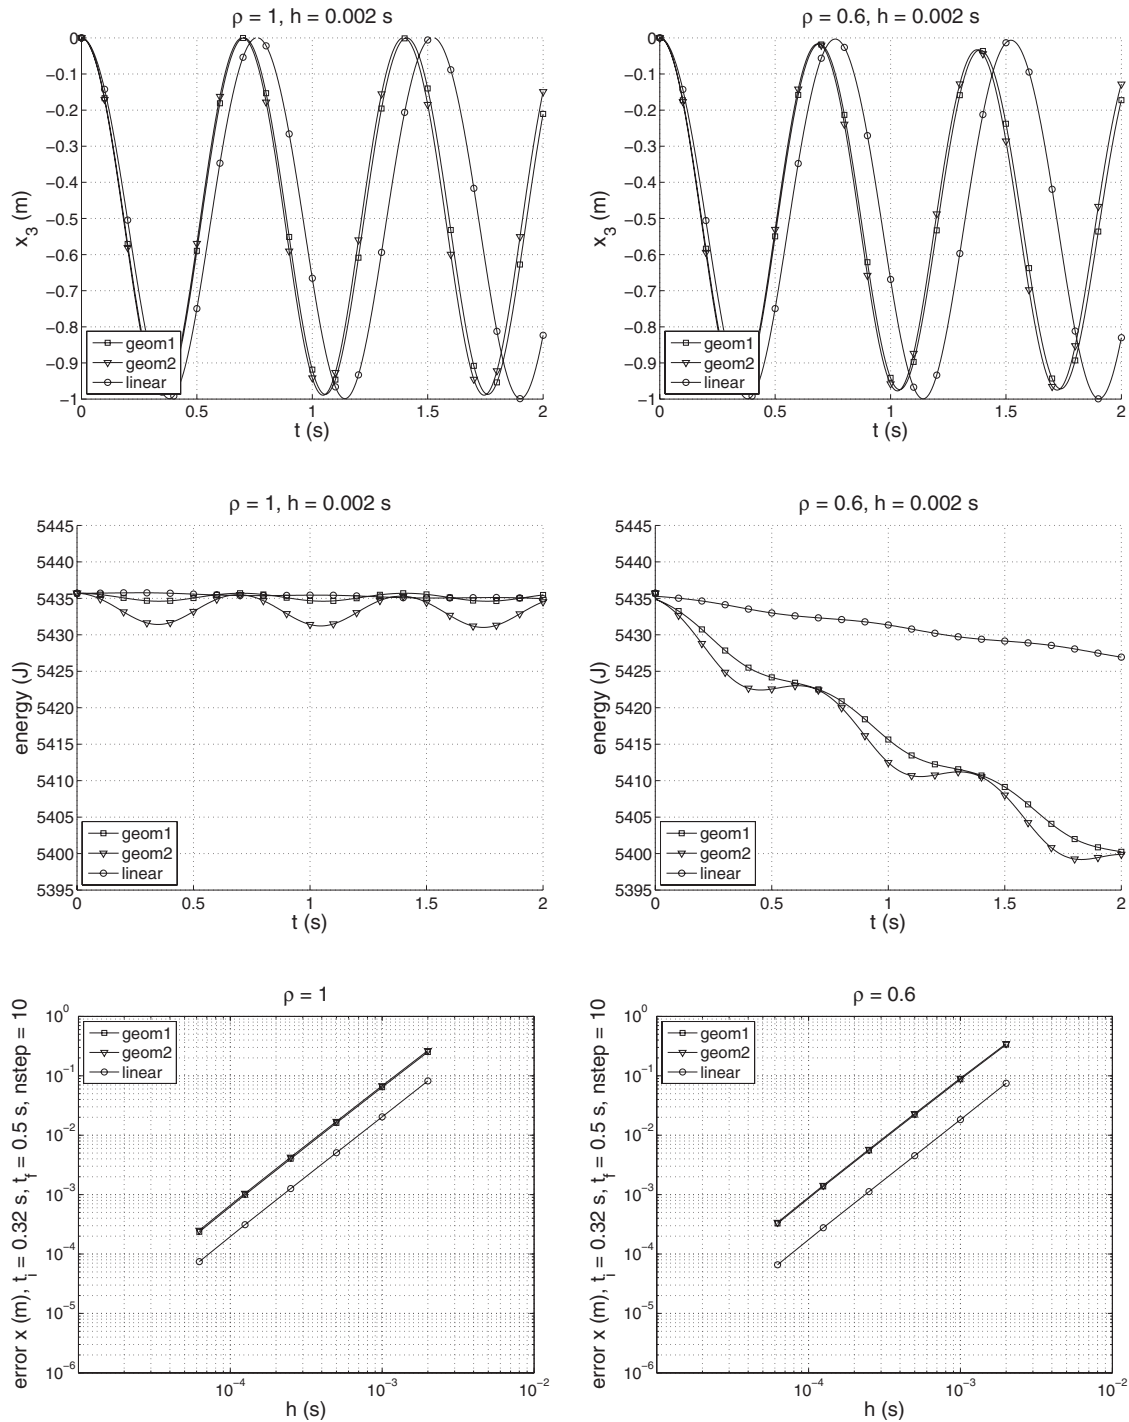 ρ = 1, h = 0.002 s
x_3 (m)
0
−0.1
−0.2
−0.3
−0.4
−0.5
−0.6
−0.7
−0.8
−0.9
−1
geom1
geom2
linear
0 0.5 1 1.5 2
t (s)
ρ = 0.6, h = 0.002 s
x_3 (m)
0
−0.1
−0.2
−0.3
−0.4
−0.5
−0.6
−0.7
−0.8
−0.9
−1
geom1
geom2
linear
0 0.5 1 1.5 2
t (s)
ρ = 1, h = 0.002 s
energy (J)
5445
5440
5435
5430
5425
5420
5415
5410
5405
5400
5395
geom1
geom2
linear
0 0.5 1 1.5 2
t (s)
ρ = 0.6, h = 0.002 s
energy (J)
5445
5440
5435
5430
5425
5420
5415
5410
5405
5400
5395
geom1
geom2
linear
0 0.5 1 1.5 2
t (s)
ρ = 1
error x (m), t_i = 0.32 s, t_f = 0.5 s, nstep = 10
10^0
10^−1
10^−2
10^−3
10^−4
10^−5
10^−6
geom1
geom2
linear
10^−4 10^−3 10^−2
h (s)
ρ = 0.6
error x (m), t_i = 0.32 s, t_f = 0.5 s, nstep = 10
10^0
10^−1
10^−2
10^−3
10^−4
10^−5
10^−6
geom1
geom2
linear
10^−4 10^−3 10^−2
h (s)